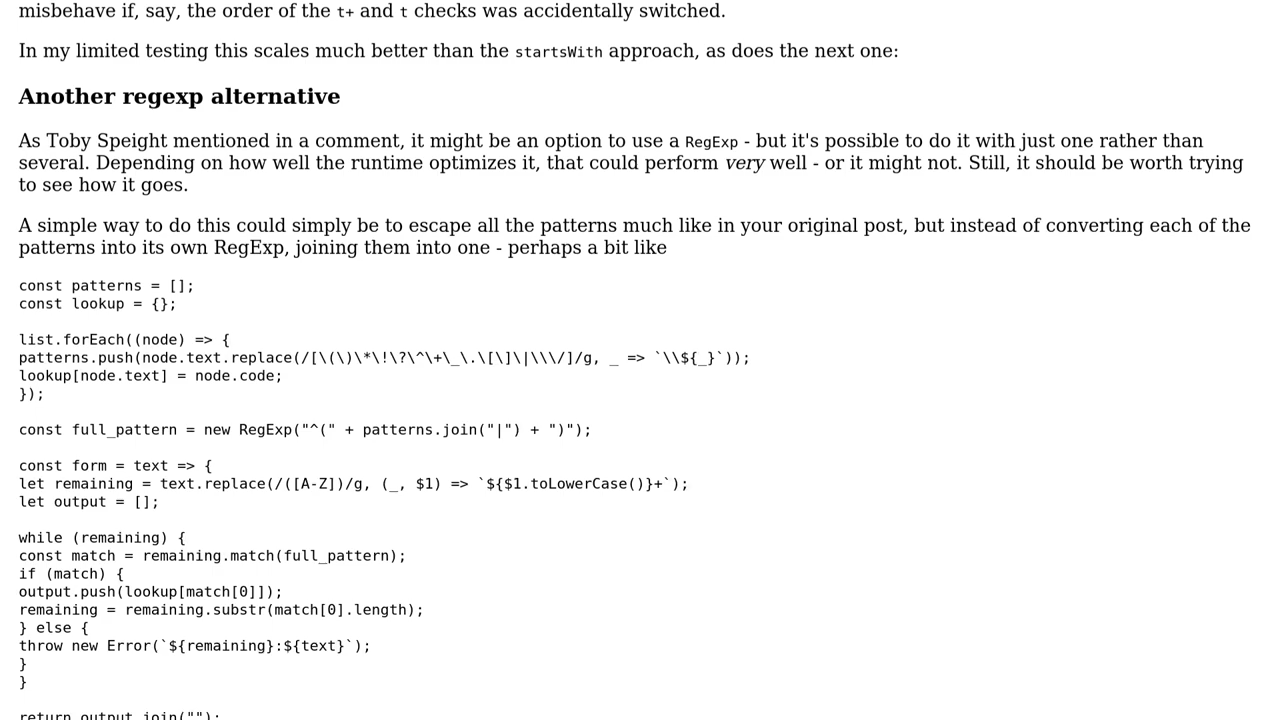 misbehave if, say, the order of the t+ and t checks was accidentally switched.
In my limited testing this scales much better than the startsWith approach, as does the next one:
Another regexp alternative
As Toby Speight mentioned in a comment, it might be an option to use a RegExp - but it's possible to do it with just one rather than
several. Depending on how well the runtime optimizes it, that could perform very well - or it might not. Still, it should be worth trying
to see how it goes.
A simple way to do this could simply be to escape all the patterns much like in your original post, but instead of converting each of the
patterns into its own RegExp, joining them into one - perhaps a bit like
const patterns = [];
const lookup = {};
list.forEach((node) => {
patterns.push(node.text.replace(/[\(\)\*\!\?\^\+\_\.\[\]\|\\\/]/g, _ => `\\${_}`));
lookup[node.text] = node.code;
});
const full_pattern = new RegExp("^(" + patterns.join("|") + ")");
const form = text => {
let remaining = text.replace(/([A-Z])/g, (_, $1) => `${$1.toLowerCase()}+`);
let output = [];
while (remaining) {
const match = remaining.match(full_pattern);
if (match) {
output.push(lookup[match[0]]);
remaining = remaining.substr(match[0].length);
} else {
throw new Error(`${remaining}:${text}`);
}
}
return output.join("");